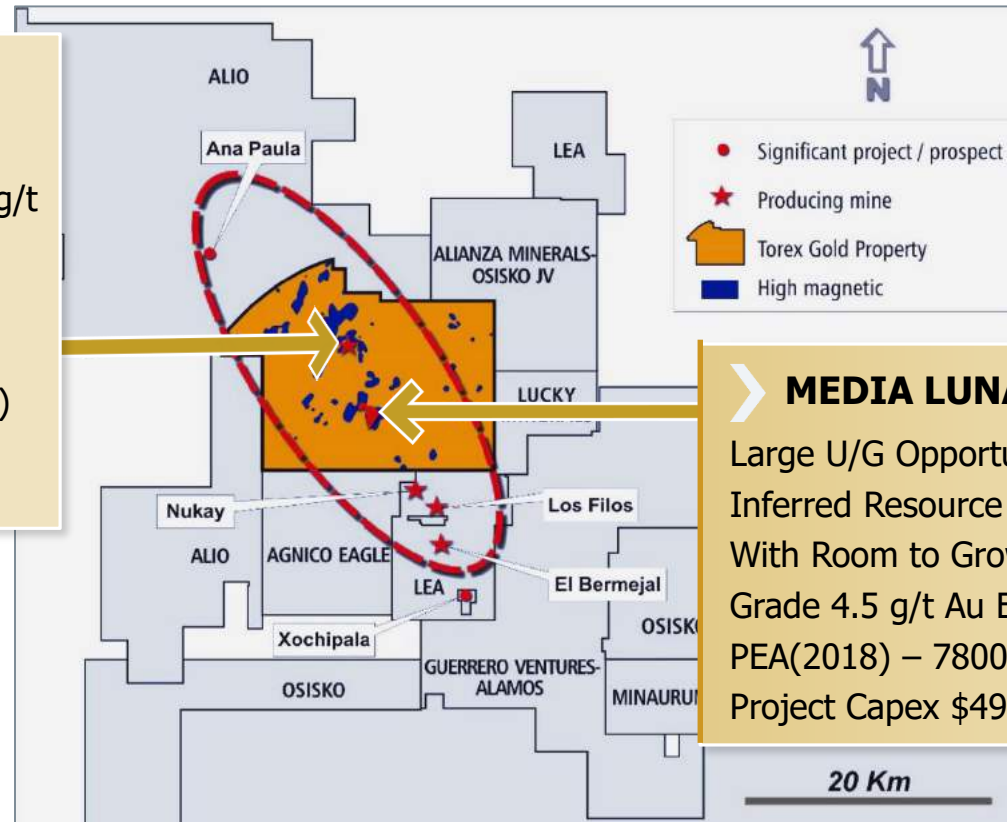 ALIO
Ana Paula
LEA
N
Significant project / prospect
Producing mine
Torex Gold Property
High magnetic
g/t
)
ALIANZA MINERALS-
OSISKO JV
LUCKY
MEDIA LUNA
Large U/G Opportu
Inferred Resource
With Room to Grow
Grade 4.5 g/t Au E
PEA(2018) – 7800
Project Capex $49
Nukay
Los Filos
ALIO
AGNICO EAGLE
LEA
El Bermejal
Xochipala
OSISK
OSISKO
GUERRERO VENTURES-
ALAMOS
MINAURU
20 Km